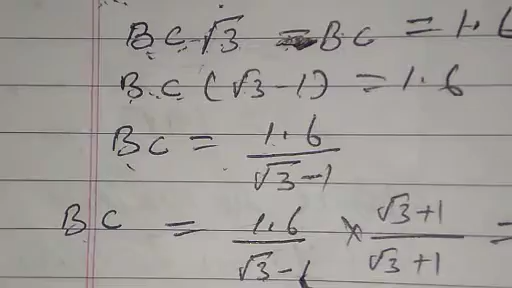 BC√3 - BC = 1.6
BC (√3-1) = 1.6
BC = 1.6/√3-1
BC = 1.6/√3-1 × √3+1/√3+1 =